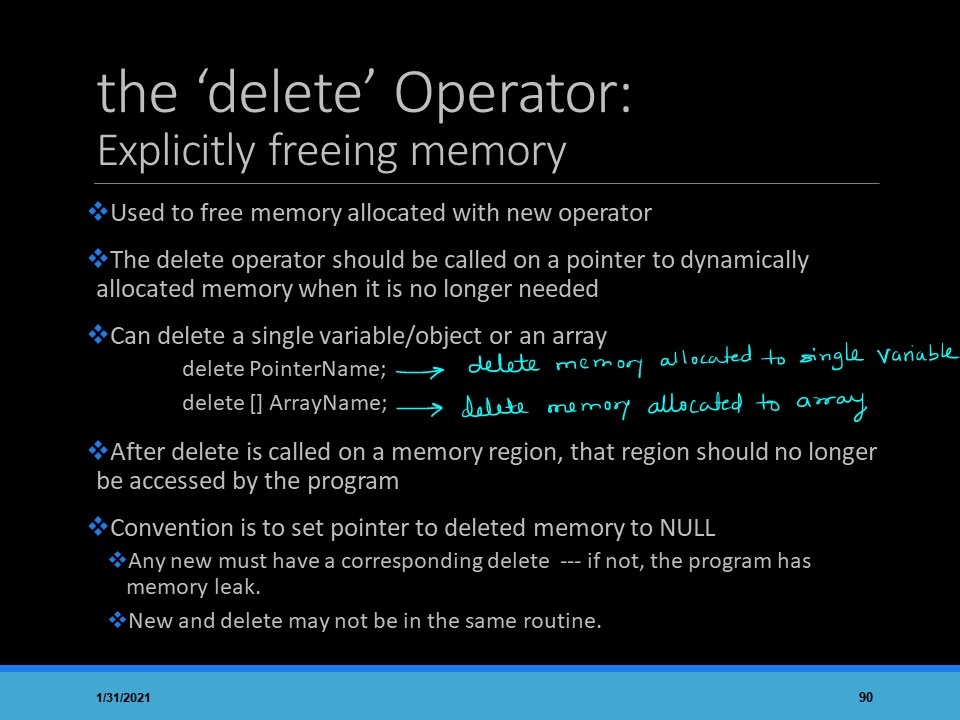 the ‘delete’ Operator:
Explicitly freeing memory
❖Used to free memory allocated with new operator
❖The delete operator should be called on a pointer to dynamically
allocated memory when it is no longer needed
❖Can delete a single variable/object or an array
delete PointerName; → delete memory allocated to single variable
delete [] ArrayName; → delete memory allocated to array
❖After delete is called on a memory region, that region should no longer
be accessed by the program
❖Convention is to set pointer to deleted memory to NULL
❖Any new must have a corresponding delete --- if not, the program has
memory leak.
❖New and delete may not be in the same routine.
1/31/2021 90